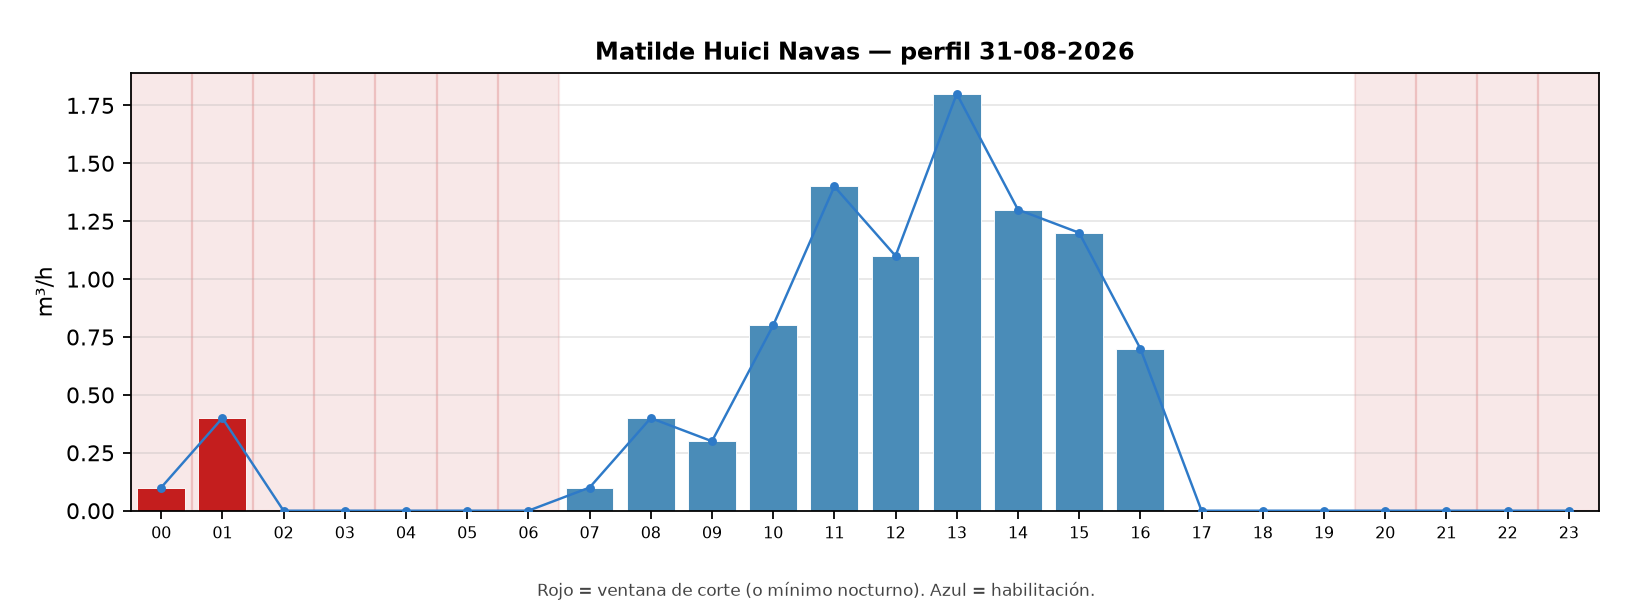 Matilde Huici Navas — perfil 31-08-2026
m³/h
1.75
1.50
1.25
1.00
0.75
0.50
0.25
0.00
00 01 02 03 04 05 06 07 08 09 10 11 12 13 14 15 16 17 18 19 20 21 22 23
Rojo = ventana de corte (o mínimo nocturno). Azul = habilitación.